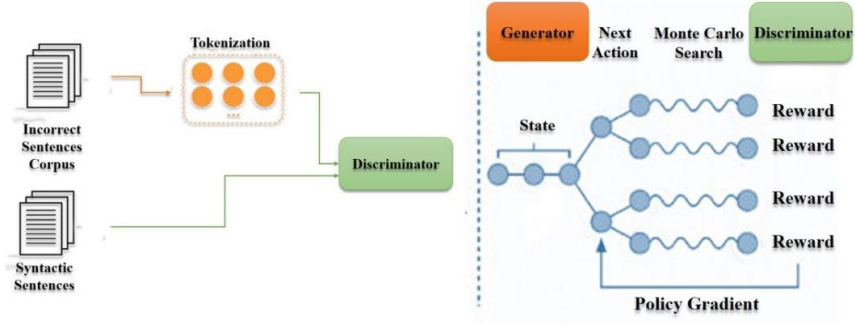 Tokenization
Incorrect
Sentences
Corpus
Discriminator
Syntactic
Sentences
Generator
Next
Action
Monte Carlo
Search
Discriminator
State
Reward
Reward
Reward
Reward
Policy Gradient